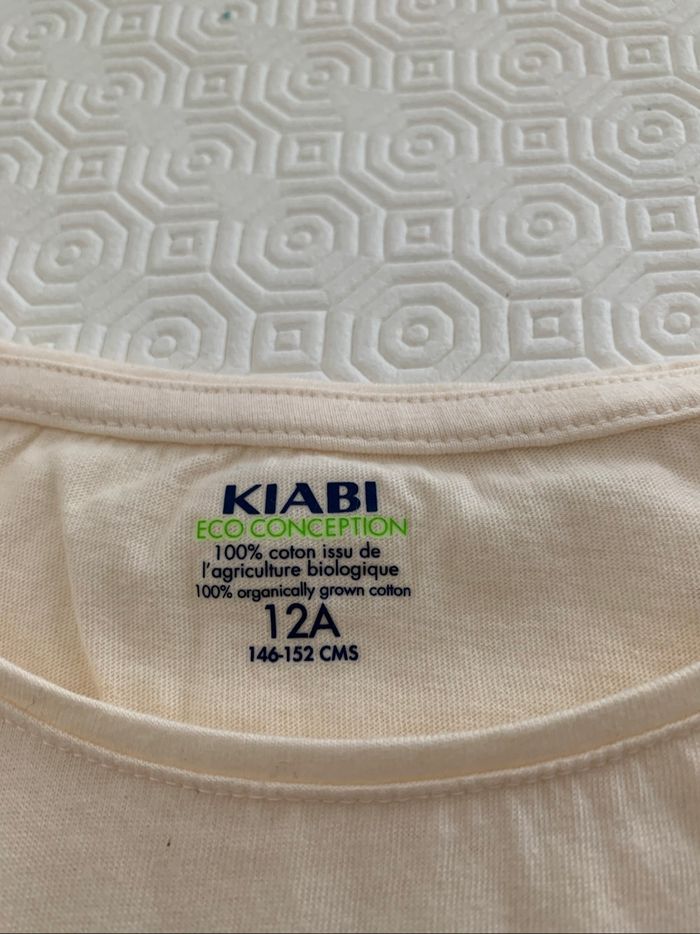 KIABI
ECO CONCEPTION
100% coton issu de
l'agriculture biologique
100% organically grown cotton
12A
146-152 CMS